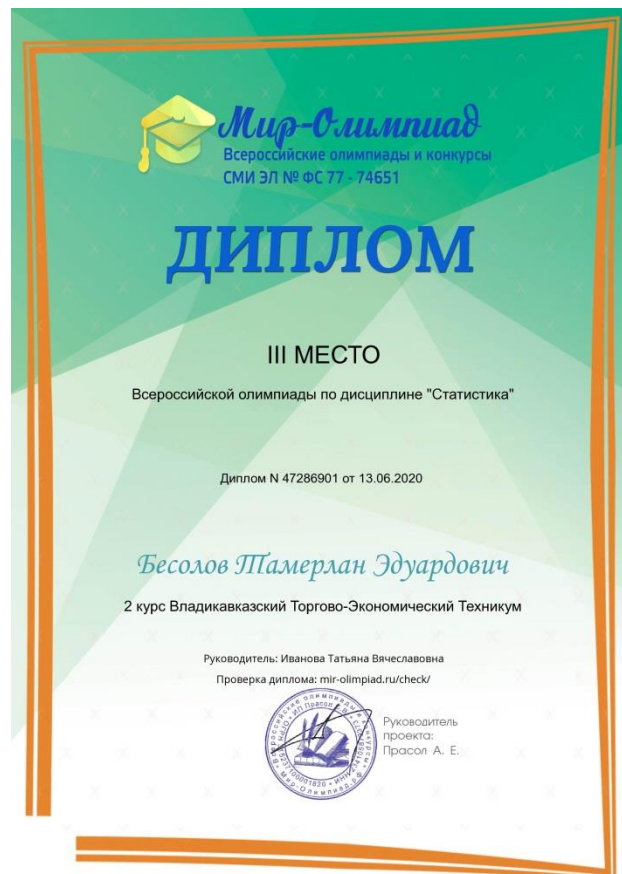 Мир-Олимпиад
Всероссийские олимпиады и конкурсы
СМИ ЭЛ № ФС 77 - 74651
ДИПЛОМ
III МЕСТО
Всероссийской олимпиады по дисциплине "Статистика"
Диплом N 47286901 от 13.06.2020
Бесолов Тамерлан Эдуардович
2 курс Владикавказский Торгово-Экономический Техникум
Руководитель: Иванова Татьяна Вячеславовна
Проверка диплома: mir-olimpiad.ru/check/
Руководитель
проекта:
Прасол А. Е.